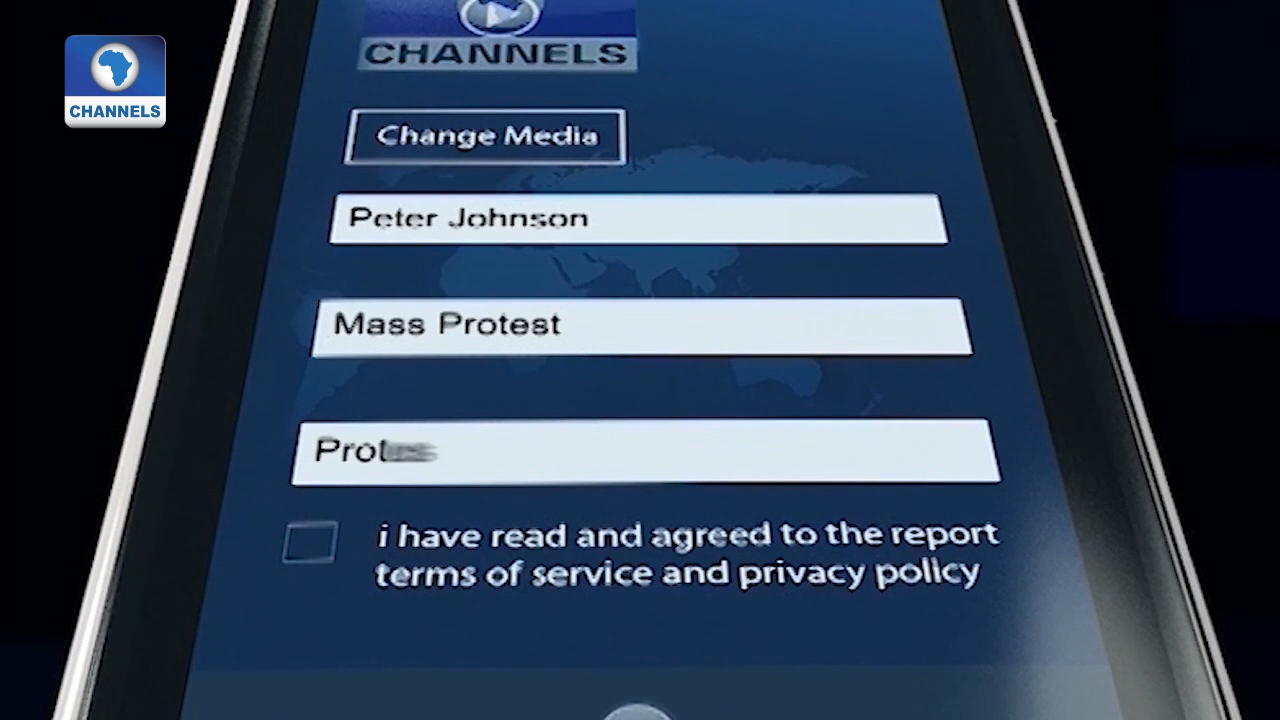 CHANNELS
CHANNELS
Change Media
Peter Johnson
Mass Protest
i have read and agreed to the report
terms of service and privacy policy